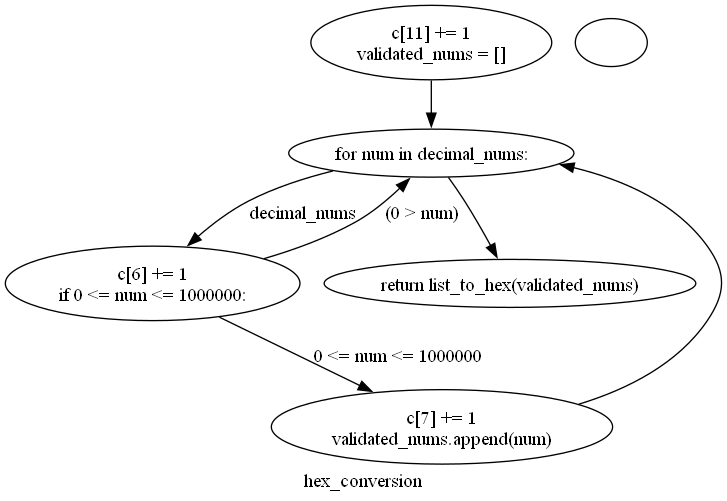 c[11] += 1
validated_nums = []
for num in decimal_nums:
decimal_nums
(0 > num)
c[6] += 1
if 0 <= num <= 1000000:
return list_to_hex(validated_nums)
0 <= num <= 1000000
c[7] += 1
validated_nums.append(num)
hex_conversion